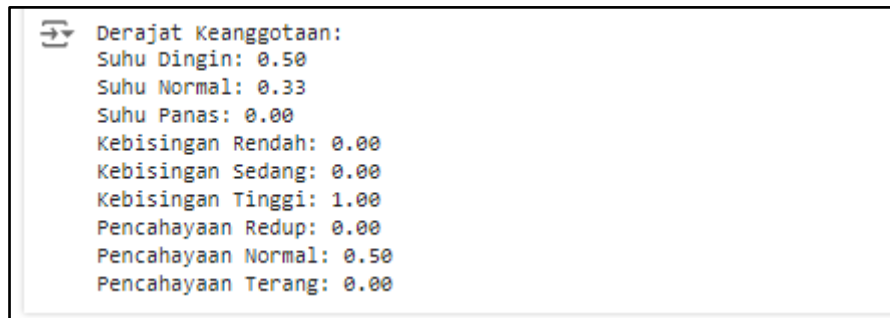 Derajat Keanggotaan:
Suhu Dingin: 0.50
Suhu Normal: 0.33
Suhu Panas: 0.00
Kebisingan Rendah: 0.00
Kebisingan Sedang: 0.00
Kebisingan Tinggi: 1.00
Pencahayaan Redup: 0.00
Pencahayaan Normal: 0.50
Pencahayaan Terang: 0.00